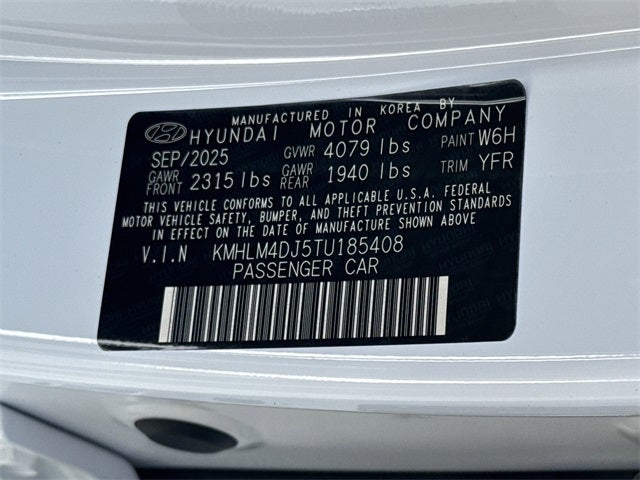 MANUFACTURED IN KOREA BY
HYUNDAI MOTOR COMPANY
SEP/2025 GVWR 4079 lbs PAINT W6H
GAWR FRONT 2315 lbs GAWR REAR 1940 lbs TRIM YFR
THIS VEHICLE CONFORMS TO ALL APPLICABLE U.S.A. FEDERAL
MOTOR VEHICLE SAFETY, BUMPER, AND THEFT PREVENTION STANDARDS
IN EFFECT ON THE DATE OF MANUFACTURE SHOWN ABOVE.
V.I.N KMHLM4DJ5TU185408
PASSENGER CAR